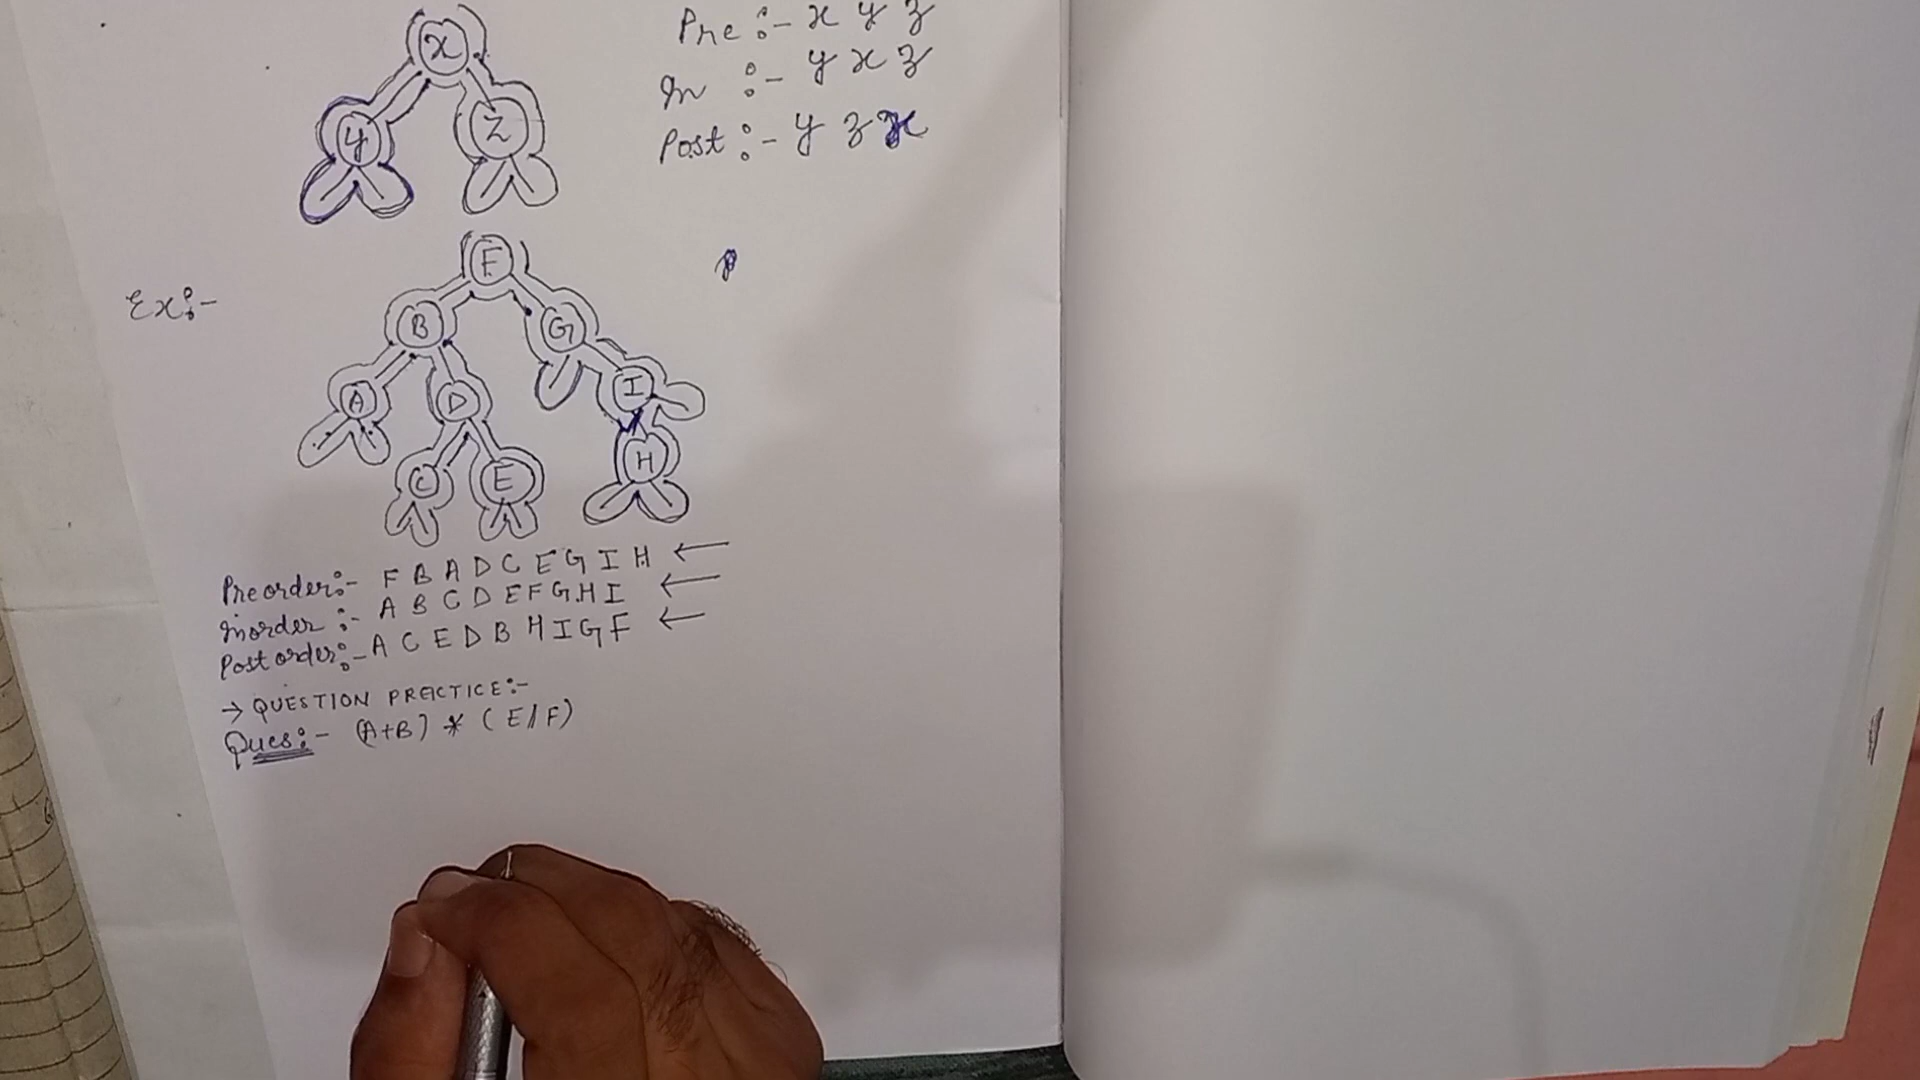 X
Pre :- x y z
In :- y x z
y
Z
Post :- y z x
F
Ex:-
B
G
A
D
I
C
E
H
Preorder:- F B A D C E G I H ←
Inorder :- A B C D E F G H I ←
Post order:- A C E D B H I G F ←
→ QUESTION PRACTICE:-
Ques:- (A+B) * (E/F)